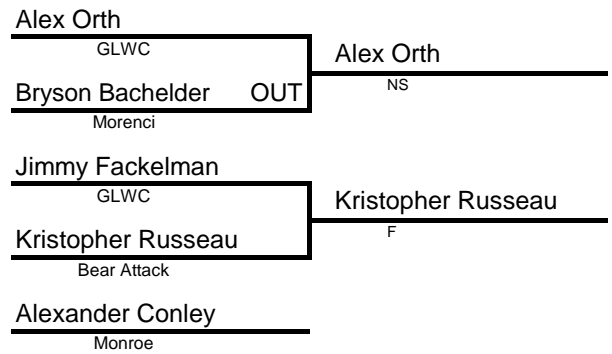 Alex Orth
GLWC
Alex Orth
NS
Bryson Bachelder OUT
Morenci
Jimmy Fackelman
GLWC
Kristopher Russeau
F
Kristopher Russeau
Bear Attack
Alexander Conley
Monroe